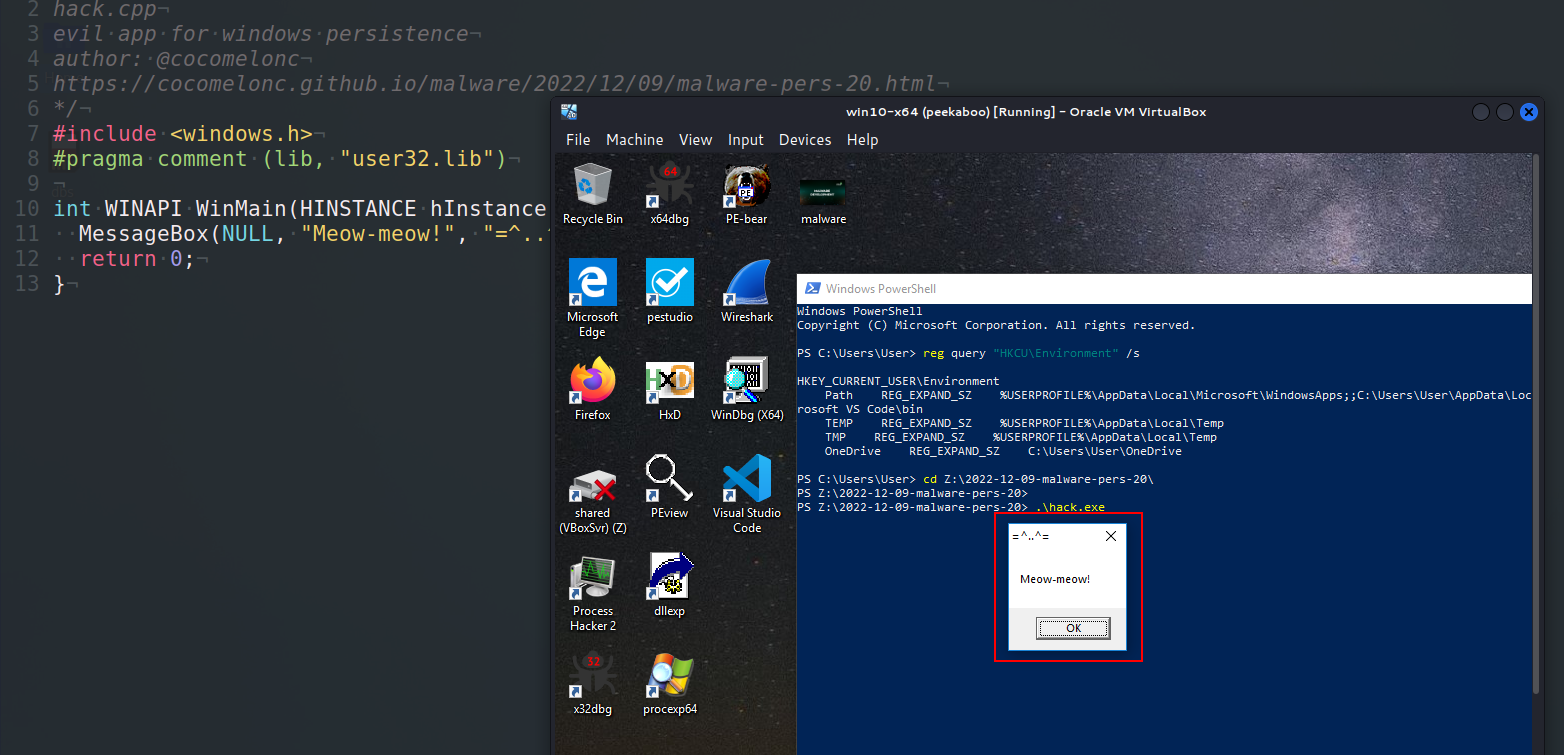 2 hack.cpp¬
3 evil·app·for·windows·persistence¬
4 author:·@cocomelonc¬
5 https://cocomelonc.github.io/malware/2022/12/09/malware-pers-20.html¬
6 */¬
7 #include·<windows.h>¬
8 #pragma·comment·(lib,·"user32.lib")¬
9 ¬
10 int·WINAPI·WinMain(HINSTANCE·hInstance
11 ··MessageBox(NULL,·"Meow-meow!",·"=^..^
12 ··return·0;¬
13 }¬
win10-x64 (peekaboo) [Running] - Oracle VM VirtualBox
File Machine View Input Devices Help
64
PE
Recycle Bin x64dbg PE-bear malware
Microsoft Edge
pestudio
Wireshark
HxD
Firefox HxD WinDbg (X64)
shared (VBoxSvr) (Z)
PEview
Visual Studio Code
Process Hacker 2
dllexp
32
x32dbg procexp64
Windows PowerShell
Windows PowerShell
Copyright (C) Microsoft Corporation. All rights reserved.
PS C:\Users\User> reg query "HKCU\Environment" /s
HKEY_CURRENT_USER\Environment
Path REG_EXPAND_SZ %USERPROFILE%\AppData\Local\Microsoft\WindowsApps;;C:\Users\User\AppData\Loc
rosoft VS Code\bin
TEMP REG_EXPAND_SZ %USERPROFILE%\AppData\Local\Temp
TMP REG_EXPAND_SZ %USERPROFILE%\AppData\Local\Temp
OneDrive REG_EXPAND_SZ C:\Users\User\OneDrive
PS C:\Users\User> cd Z:\2022-12-09-malware-pers-20\
PS Z:\2022-12-09-malware-pers-20>
PS Z:\2022-12-09-malware-pers-20> .\hack.exe
=^..^=
Meow-meow!
OK